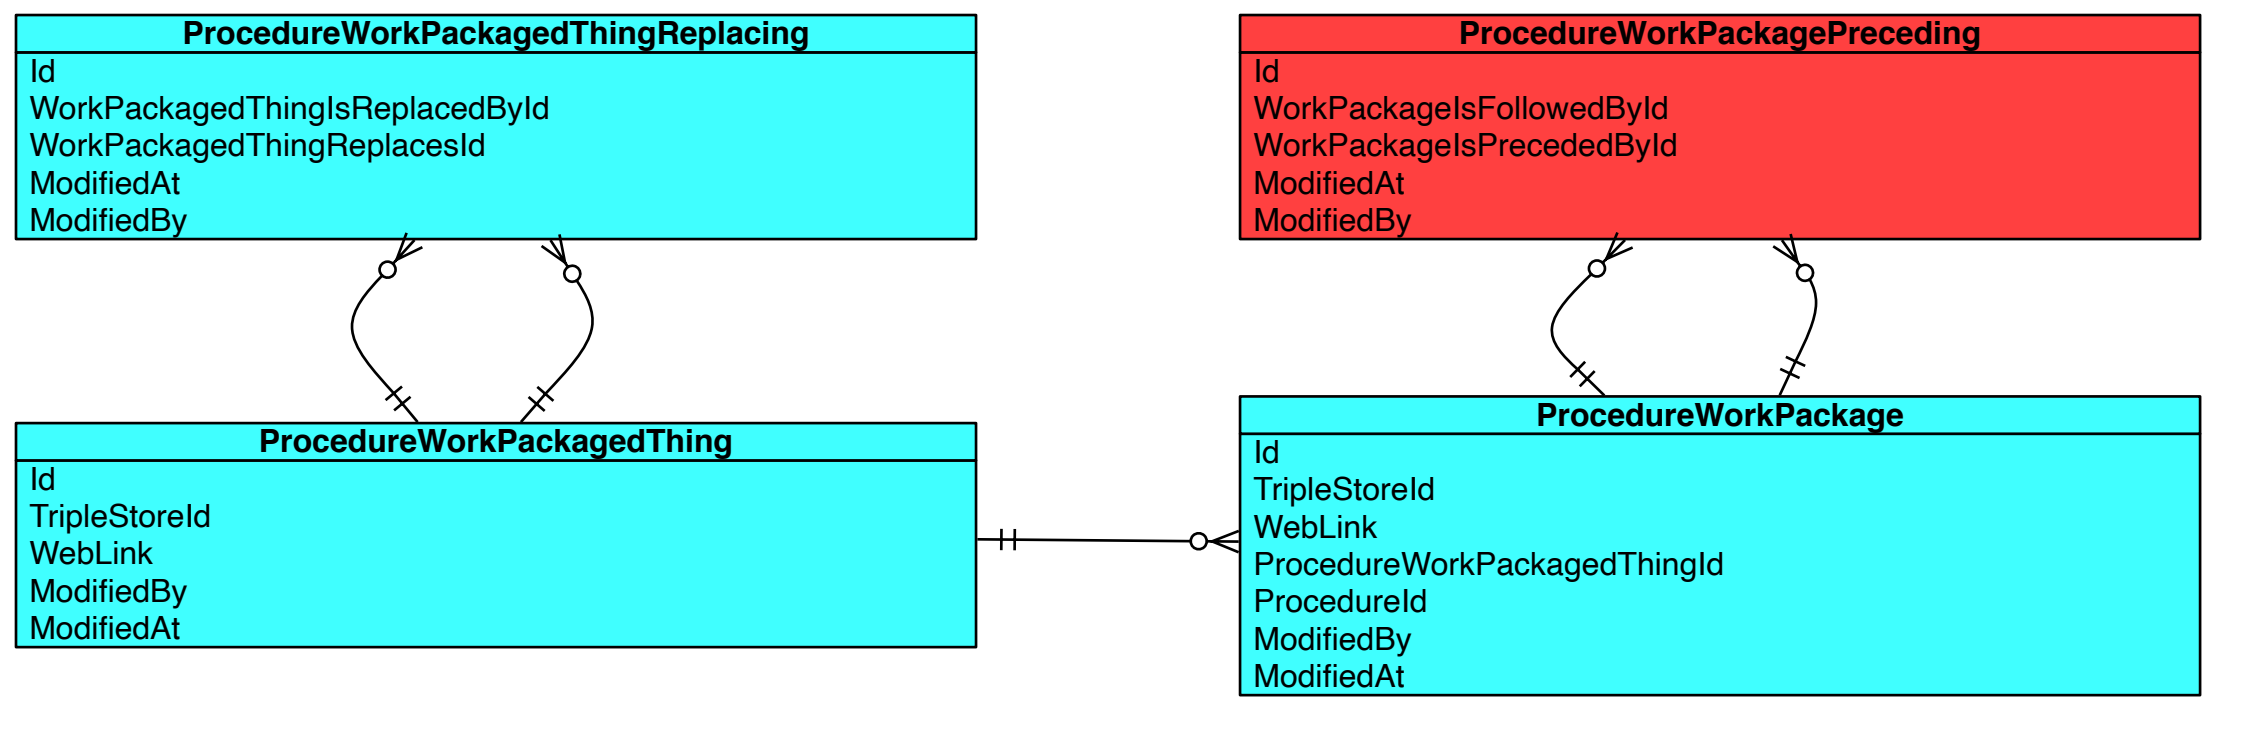 ProcedureWorkPackagedThingReplacing
Id
WorkPackagedThingIsReplacedById
WorkPackagedThingReplacesId
ModifiedAt
ModifiedBy
ProcedureWorkPackagePreceding
Id
WorkPackageIsFollowedById
WorkPackageIsPrecededById
ModifiedAt
ModifiedBy
ProcedureWorkPackagedThing
Id
TripleStoreId
WebLink
ModifiedBy
ModifiedAt
ProcedureWorkPackage
Id
TripleStoreId
WebLink
ProcedureWorkPackagedThingId
ProcedureId
ModifiedBy
ModifiedAt